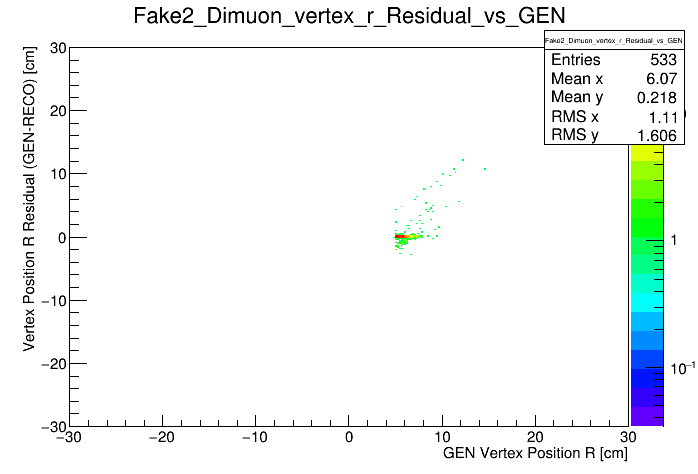 Fake2_Dimuon_vertex_r_Residual_vs_GEN
Fake2_Dimuon_vertex_r_Residual_vs_GEN
Entries 533
Mean x 6.07
Mean y 0.218
RMS x 1.11
RMS y 1.606
Vertex Position R Residual (GEN-RECO) [cm]
30
20
10
0
−10
−20
−30
−30 −20 −10 0 10 20 30
GEN Vertex Position R [cm]
1
10⁻¹